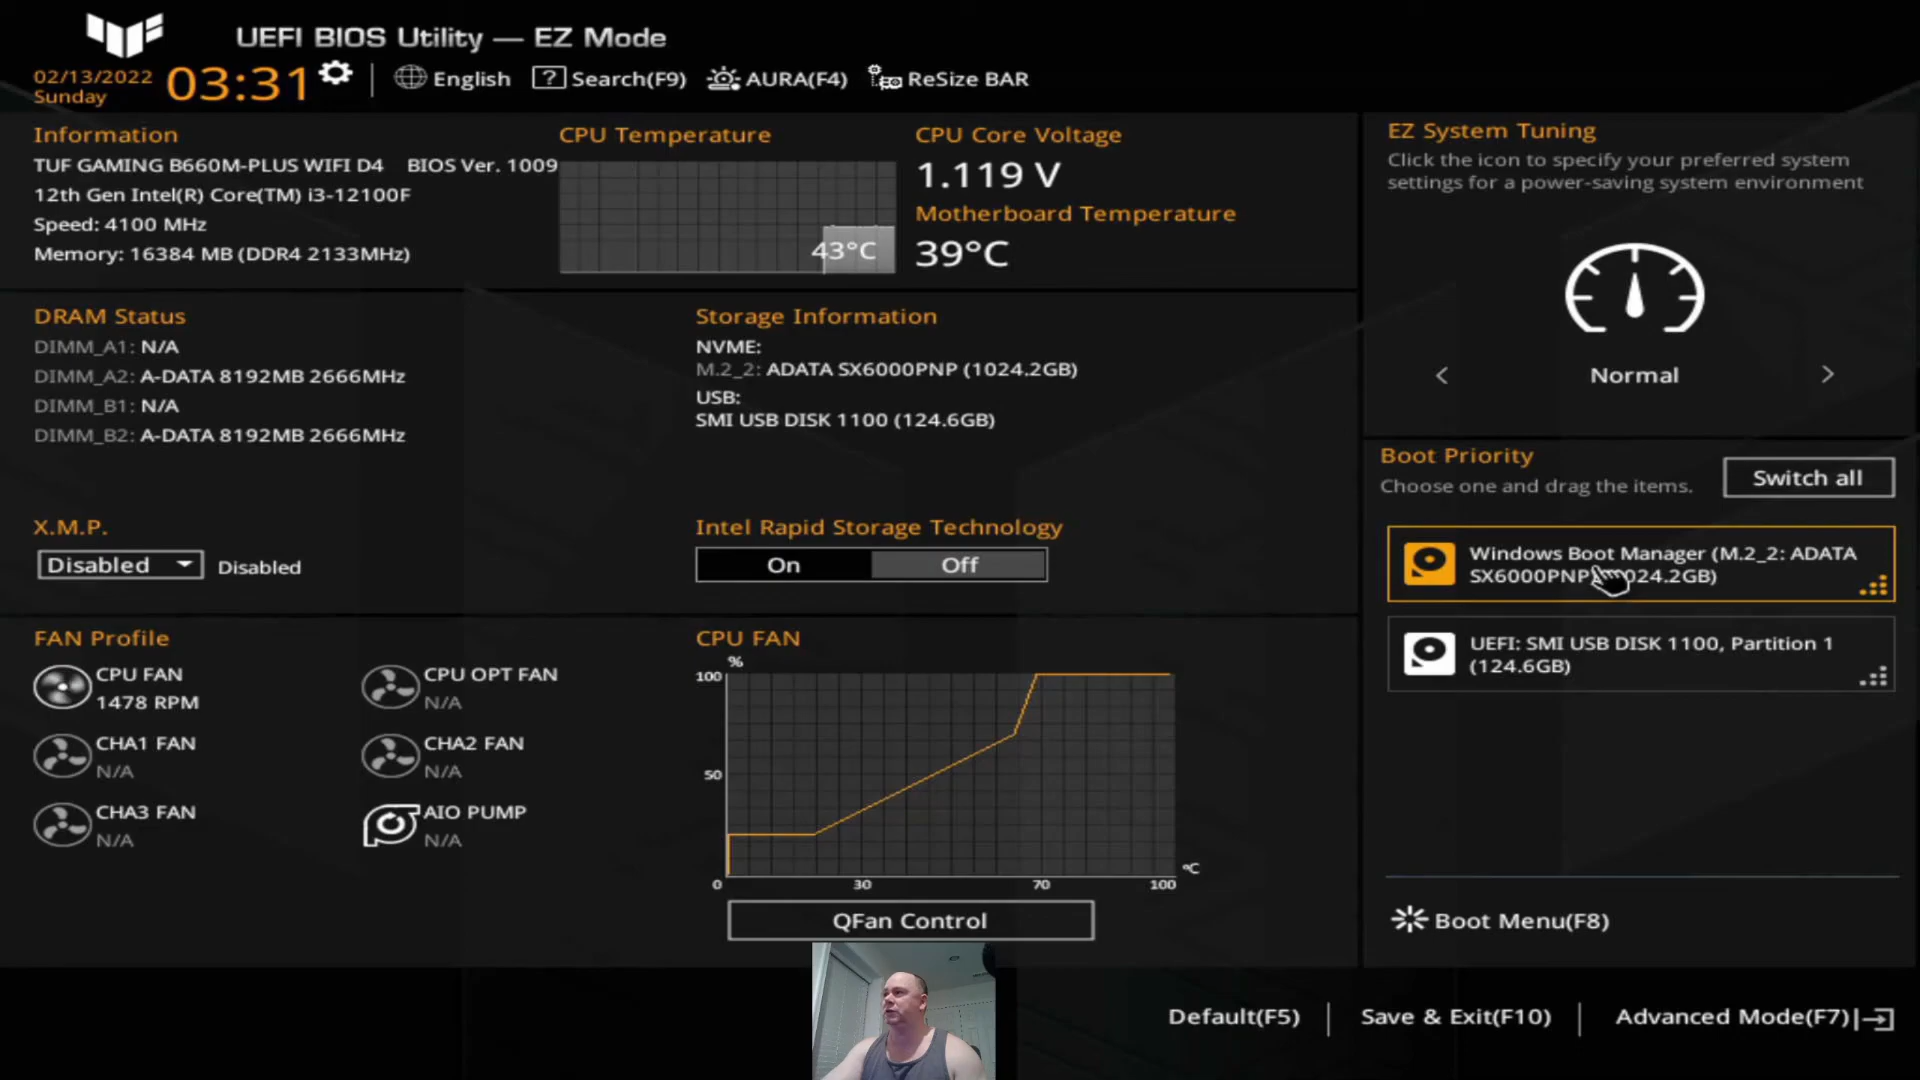 UEFI BIOS Utility — EZ Mode
02/13/2022
Sunday
03:31
English
? Search(F9)
AURA(F4)
ReSize BAR
Information
TUF GAMING B660M-PLUS WIFI D4 BIOS Ver. 1009
12th Gen Intel(R) Core(TM) i3-12100F
Speed: 4100 MHz
Memory: 16384 MB (DDR4 2133MHz)
CPU Temperature
43°C
CPU Core Voltage
1.119 V
Motherboard Temperature
39°C
EZ System Tuning
Click the icon to specify your preferred system
settings for a power-saving system environment
Normal
DRAM Status
DIMM_A1: N/A
DIMM_A2: A-DATA 8192MB 2666MHz
DIMM_B1: N/A
DIMM_B2: A-DATA 8192MB 2666MHz
Storage Information
NVME:
M.2_2: ADATA SX6000PNP (1024.2GB)
USB:
SMI USB DISK 1100 (124.6GB)
X.M.P.
Disabled
Disabled
Intel Rapid Storage Technology
On
Off
Boot Priority
Choose one and drag the items.
Switch all
Windows Boot Manager (M.2_2: ADATA
SX6000PNP) 024.2GB)
UEFI: SMI USB DISK 1100, Partition 1
(124.6GB)
FAN Profile
CPU FAN
1478 RPM
CPU OPT FAN
N/A
CHA1 FAN
N/A
CHA2 FAN
N/A
CHA3 FAN
N/A
AIO PUMP
N/A
CPU FAN
%
100
50
0
30
70
100
°C
QFan Control
Boot Menu(F8)
Default(F5)
Save & Exit(F10)
Advanced Mode(F7)